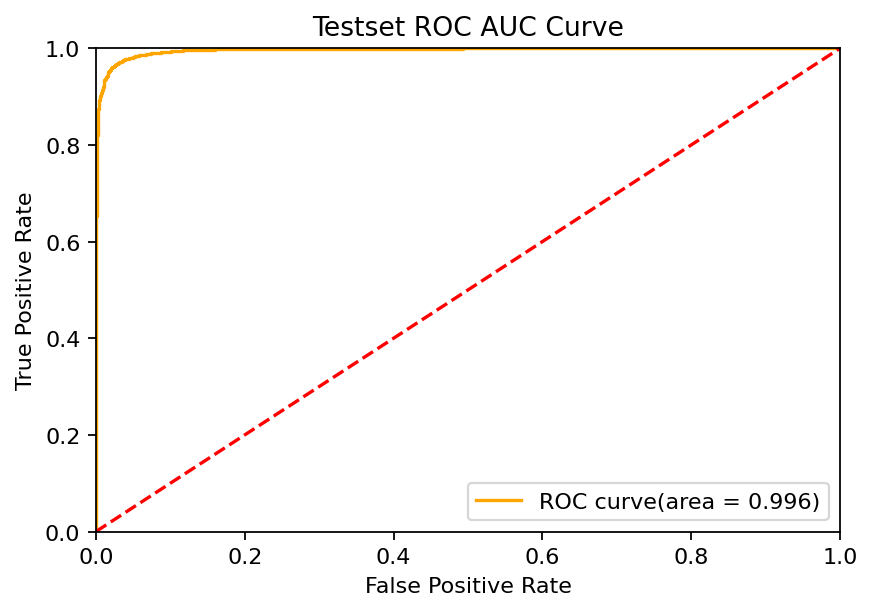 Testset ROC AUC Curve
1.0
0.8
0.6
0.4
0.2
0.0
True Positive Rate
ROC curve(area = 0.996)
0.0 0.2 0.4 0.6 0.8 1.0
False Positive Rate